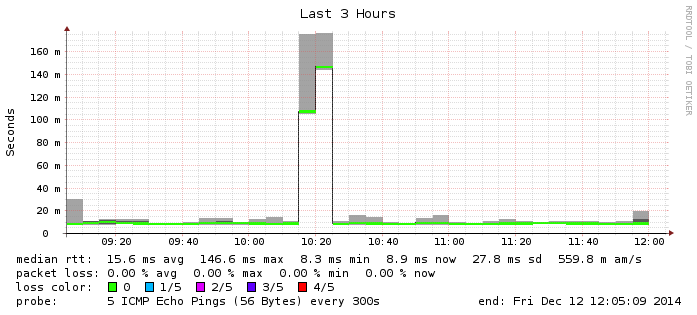 Last 3 Hours
RRDTOOL / TOBI OETIKER
Seconds
160 m
140 m
120 m
100 m
80 m
60 m
40 m
20 m
0
09:20 09:40 10:00 10:20 10:40 11:00 11:20 11:40 12:00
median rtt: 15.6 ms avg 146.6 ms max 8.3 ms min 8.9 ms now 27.8 ms sd 559.8 m am/s
packet loss: 0.00 % avg 0.00 % max 0.00 % min 0.00 % now
loss color: 0 1/5 2/5 3/5 4/5
probe: 5 ICMP Echo Pings (56 Bytes) every 300s end: Fri Dec 12 12:05:09 2014